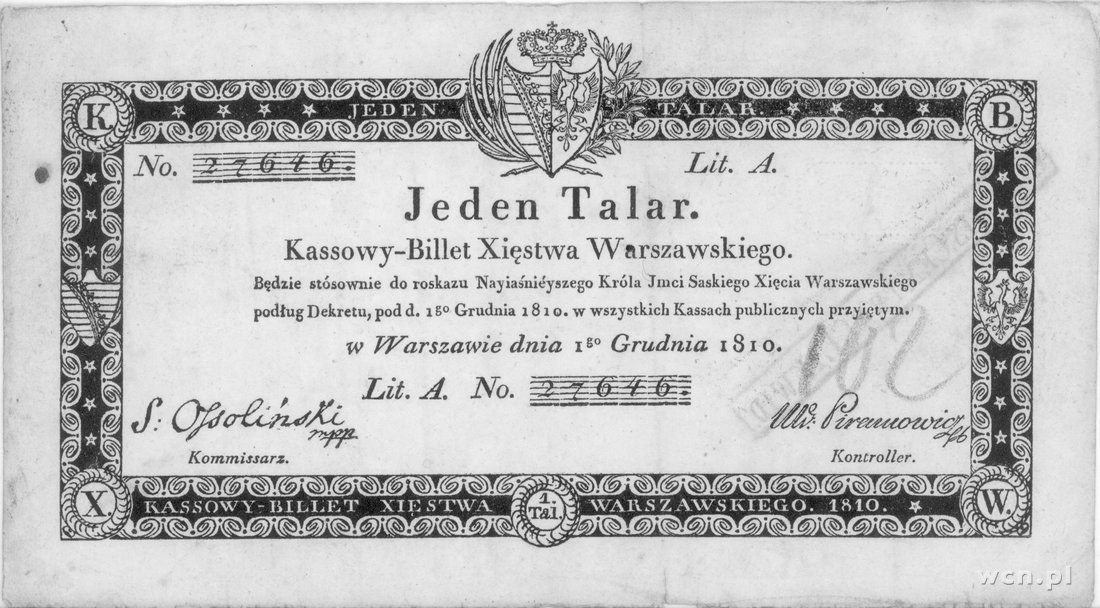 K. JEDEN TALAR. B.
No. 27646. Lit. A.
Jeden Talar.
Kassowy-Billet Xięstwa Warszawskiego.
Będzie stósownie do roskazu Nayiaśniéyszego Króla Jmci Saskiego Xięcia Warszawskiego
podług Dekretu, pod d. 1go Grudnia 1810. w wszystkich Kassach publicznych przyiętym.
w Warszawie dnia 1go Grudnia 1810.
Lit. A. No. 27646.
S: Ossoliński mpp
Kommissarz.
Piramowicz
Kontroller.
X. KASSOWY-BILLET XIĘSTWA 1. Tal. WARSZAWSKIEGO. 1810. W.
wcn.pl